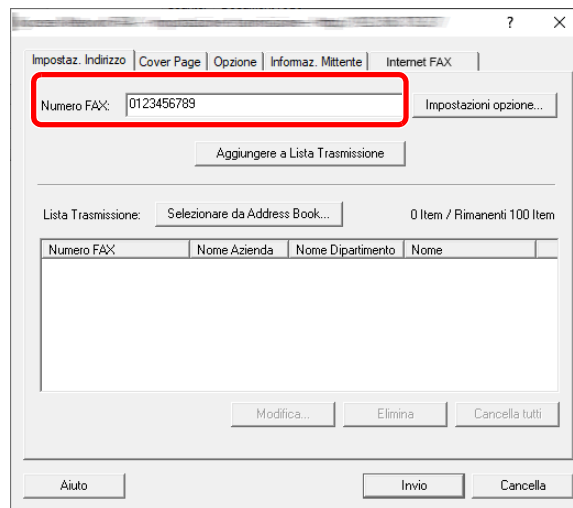 ?
Impostaz. Indirizzo Cover Page Opzione Informaz. Mittente Internet FAX
Numero FAX: 0123456789 Impostazioni opzione...
Aggiungere a Lista Trasmissione
Lista Trasmissione: Selezionare da Address Book... 0 Item / Rimanenti 100 Item
Numero FAX Nome Azienda Nome Dipartimento Nome
Modifica... Elimina Cancella tutti
Aiuto Invio Cancella